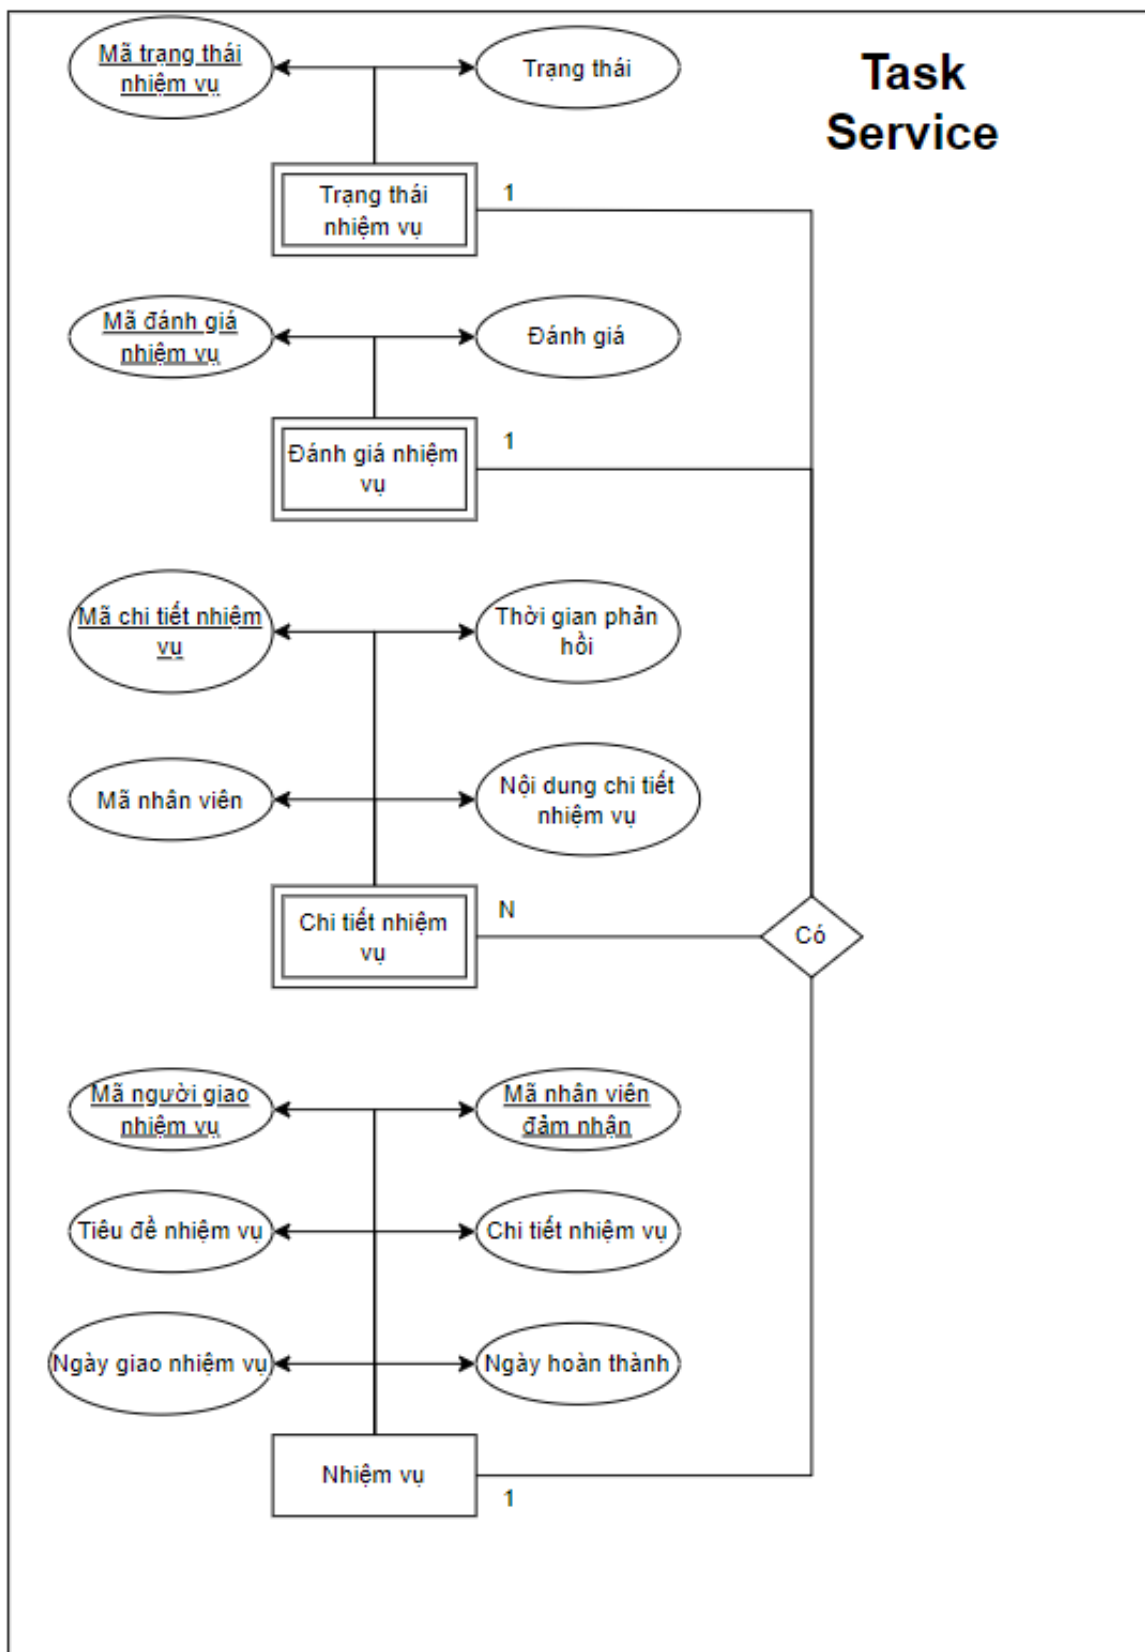 Task
Service
Mã trạng thái
nhiệm vụ
Trạng thái
Trạng thái
nhiệm vụ
1
Mã đánh giá
nhiệm vụ
Đánh giá
Đánh giá nhiệm
vụ
1
Mã chi tiết nhiệm
vụ
Thời gian phản
hồi
Mã nhân viên
Nội dung chi tiết
nhiệm vụ
Chi tiết nhiệm
vụ
N
Có
Mã người giao
nhiệm vụ
Mã nhân viên
đảm nhận
Tiêu đề nhiệm vụ
Chi tiết nhiệm vụ
Ngày giao nhiệm vụ
Ngày hoàn thành
Nhiệm vụ
1